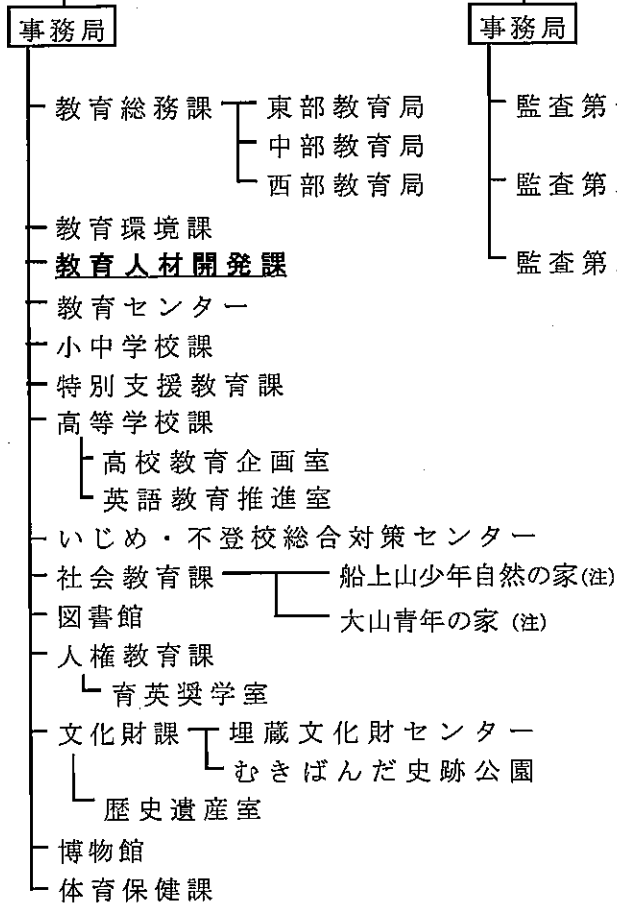 事務局
教育総務課 東部教育局
中部教育局
西部教育局
教育環境課
教育人材開発課
教育センター
小中学校課
特別支援教育課
高等学校課
高校教育企画室
英語教育推進室
いじめ・不登校総合対策センター
社会教育課 船上山少年自然の家(注)
図書館 大山青年の家(注)
人権教育課
育英奨学室
文化財課 埋蔵文化財センター
むきばんだ史跡公園
歴史遺産室
博物館
体育保健課
事務局
監査第
監査第
監査第